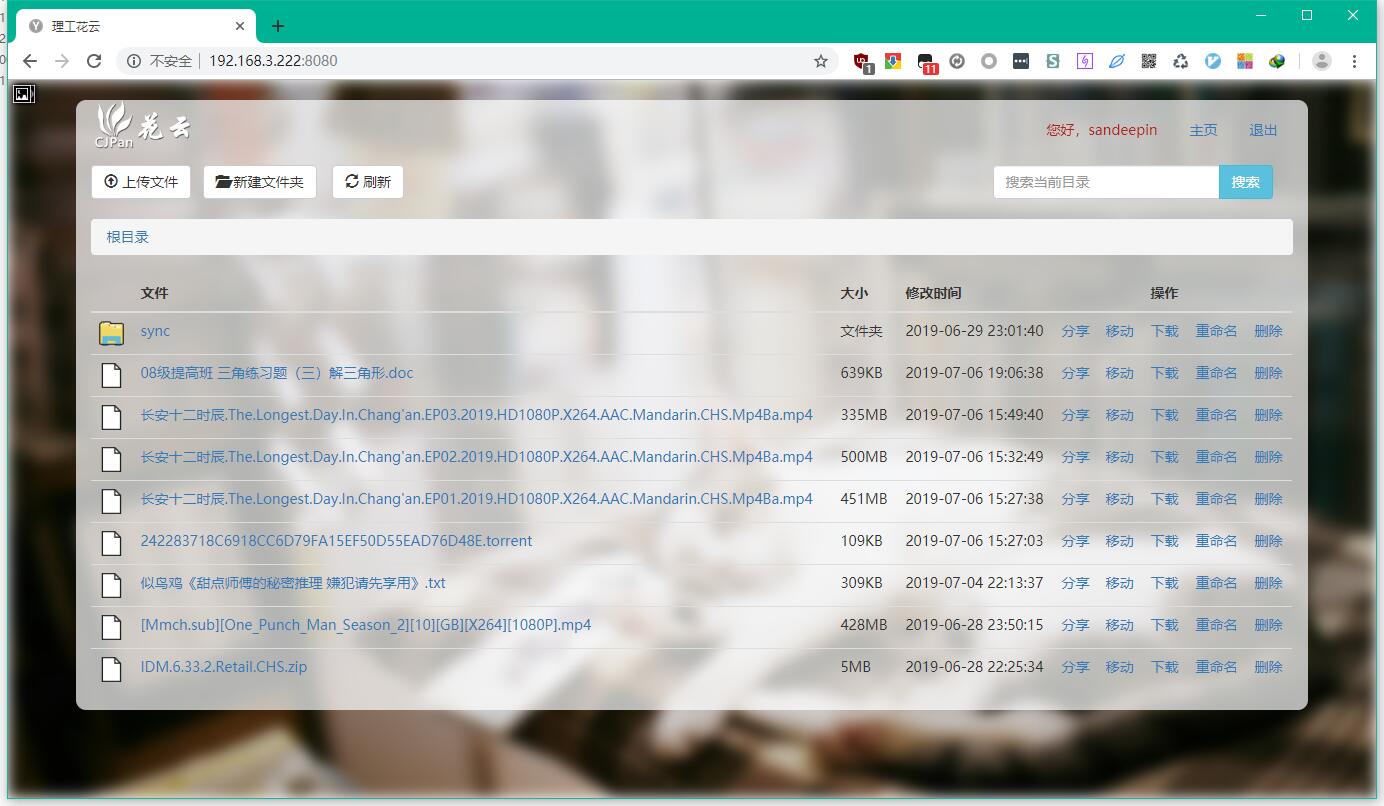 理工花云
不安全 192.168.3.222:8080
1
11
CJPan 花云
您好，sandeepin 主页 退出
上传文件 新建文件夹 刷新 搜索当前目录 搜索
根目录
文件 大小 修改时间 操作
sync 文件夹 2019-06-29 23:01:40 分享 移动 下载 重命名 删除
08级提高班 三角练习题（三）解三角形.doc 639KB 2019-07-06 19:06:38 分享 移动 下载 重命名 删除
长安十二时辰.The.Longest.Day.In.Chang'an.EP03.2019.HD1080P.X264.AAC.Mandarin.CHS.Mp4Ba.mp4 335MB 2019-07-06 15:49:40 分享 移动 下载 重命名 删除
长安十二时辰.The.Longest.Day.In.Chang'an.EP02.2019.HD1080P.X264.AAC.Mandarin.CHS.Mp4Ba.mp4 500MB 2019-07-06 15:32:49 分享 移动 下载 重命名 删除
长安十二时辰.The.Longest.Day.In.Chang'an.EP01.2019.HD1080P.X264.AAC.Mandarin.CHS.Mp4Ba.mp4 451MB 2019-07-06 15:27:38 分享 移动 下载 重命名 删除
242283718C6918CC6D79FA15EF50D55EAD76D48E.torrent 109KB 2019-07-06 15:27:03 分享 移动 下载 重命名 删除
似鸟鸡《甜点师傅的秘密推理 嫌犯请先享用》.txt 309KB 2019-07-04 22:13:37 分享 移动 下载 重命名 删除
[Mmch.sub][One_Punch_Man_Season_2][10][GB][X264][1080P].mp4 428MB 2019-06-28 23:50:15 分享 移动 下载 重命名 删除
IDM.6.33.2.Retail.CHS.zip 5MB 2019-06-28 22:25:34 分享 移动 下载 重命名 删除